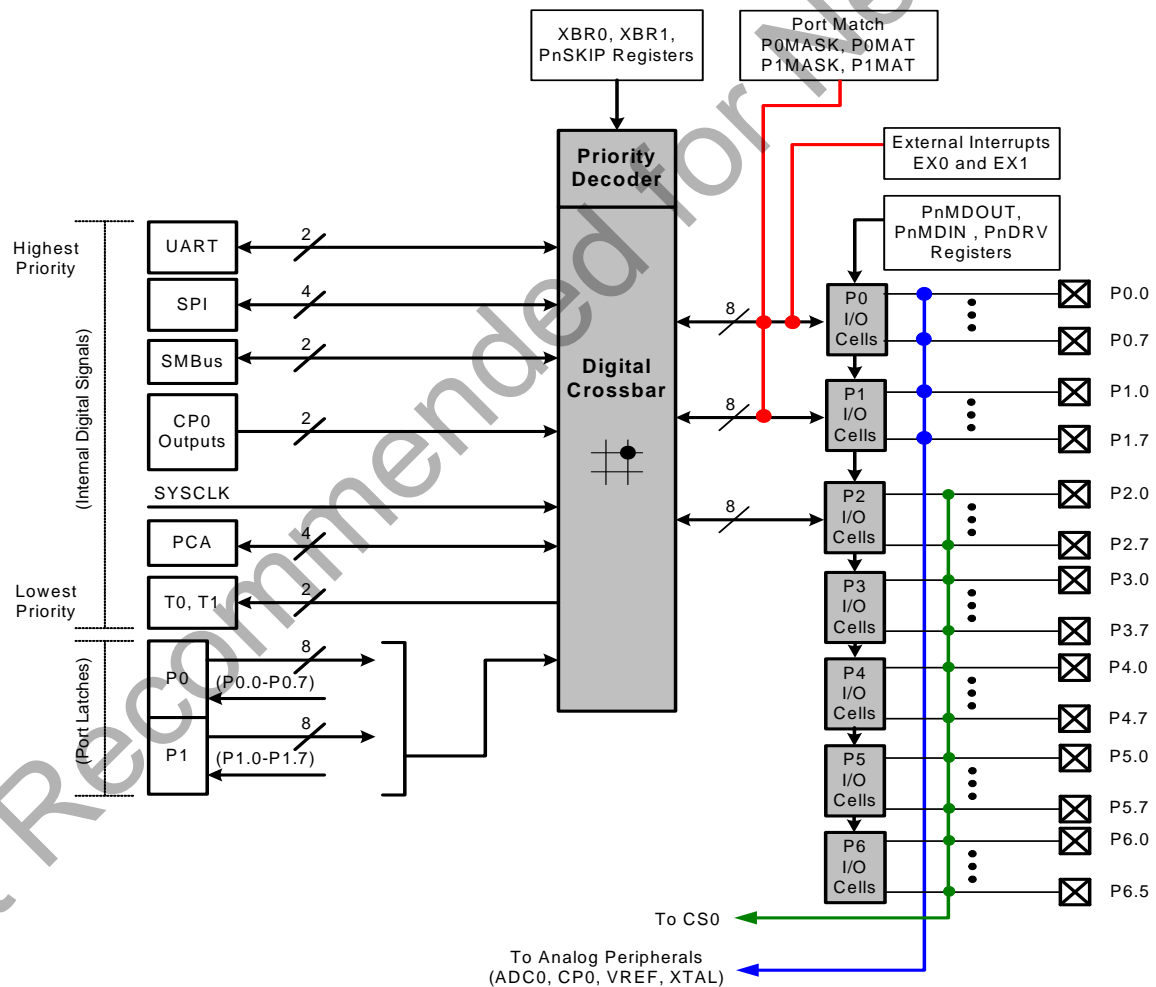 XBR0, XBR1,
PnSKIP Registers
Port Match
P0MASK, P0MAT
P1MASK, P1MAT
External Interrupts
EX0 and EX1
Priority
Decoder
PnMDOUT,
PnMDIN , PnDRV
Registers
Highest
Priority
UART
2
SPI
4
SMBus
2
CP0
Outputs
2
SYSCLK
PCA
4
Lowest
Priority
T0, T1
2
(Internal Digital Signals)
P0
8
(P0.0-P0.7)
P1
8
(P1.0-P1.7)
(Port Latches)
Digital
Crossbar
8
8
8
P0
I/O
Cells
P0.0
P0.7
P1
I/O
Cells
P1.0
P1.7
P2
I/O
Cells
P2.0
P2.7
P3
I/O
Cells
P3.0
P3.7
P4
I/O
Cells
P4.0
P4.7
P5
I/O
Cells
P5.0
P5.7
P6
I/O
Cells
P6.0
P6.5
To CS0
To Analog Peripherals
(ADC0, CP0, VREF, XTAL)
Recommended for